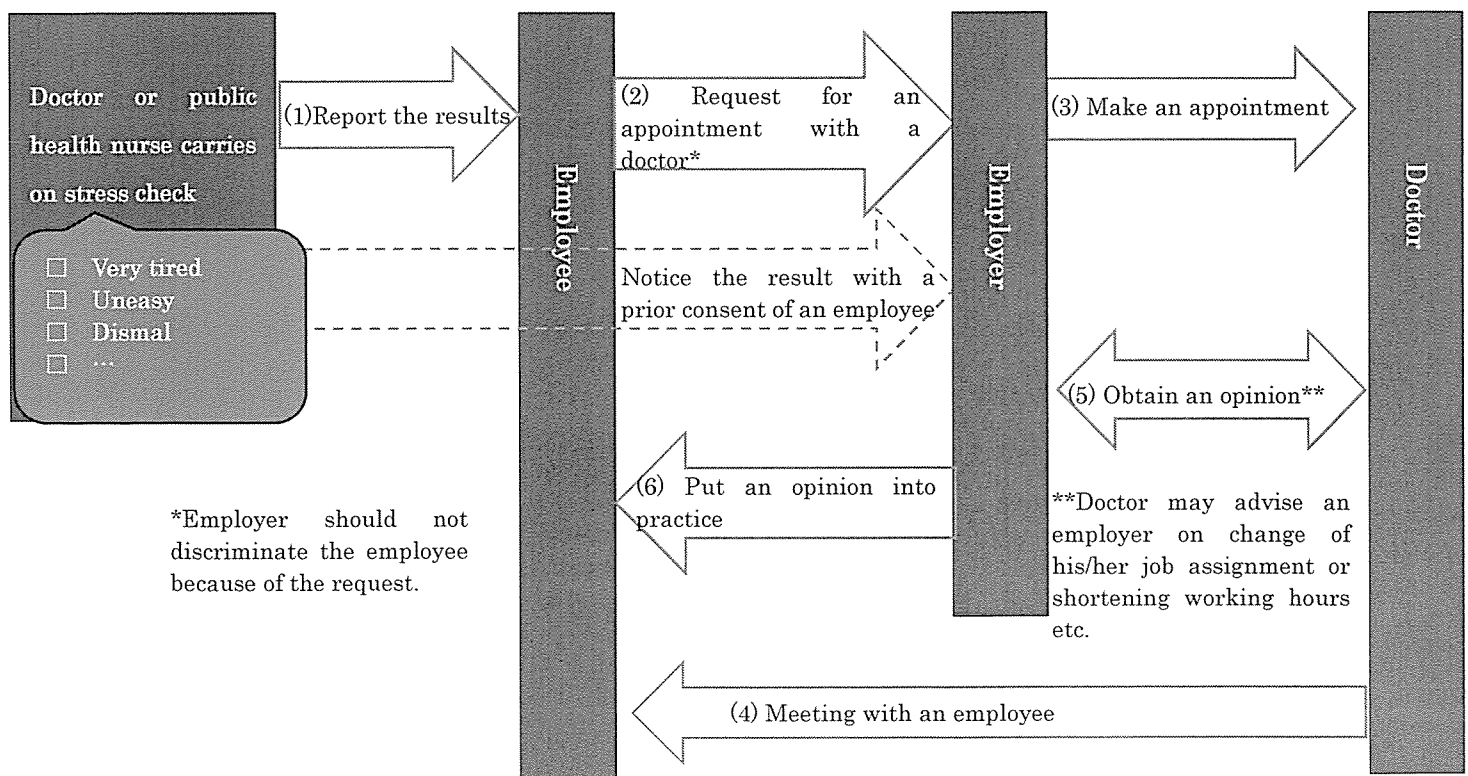 Doctor or public
health nurse carries
on stress check
□ Very tired
□ Uneasy
□ Dismal
□ ...
(1)Report the results
Employee
(2) Request for an
appointment with a
doctor*
Notice the result with a
prior consent of an employee
Employer
(3) Make an appointment
Doctor
(5) Obtain an opinion**
(6) Put an opinion into
practice
*Employer should not
discriminate the employee
because of the request.
**Doctor may advise an
employer on change of
his/her job assignment or
shortening working hours
etc.
(4) Meeting with an employee